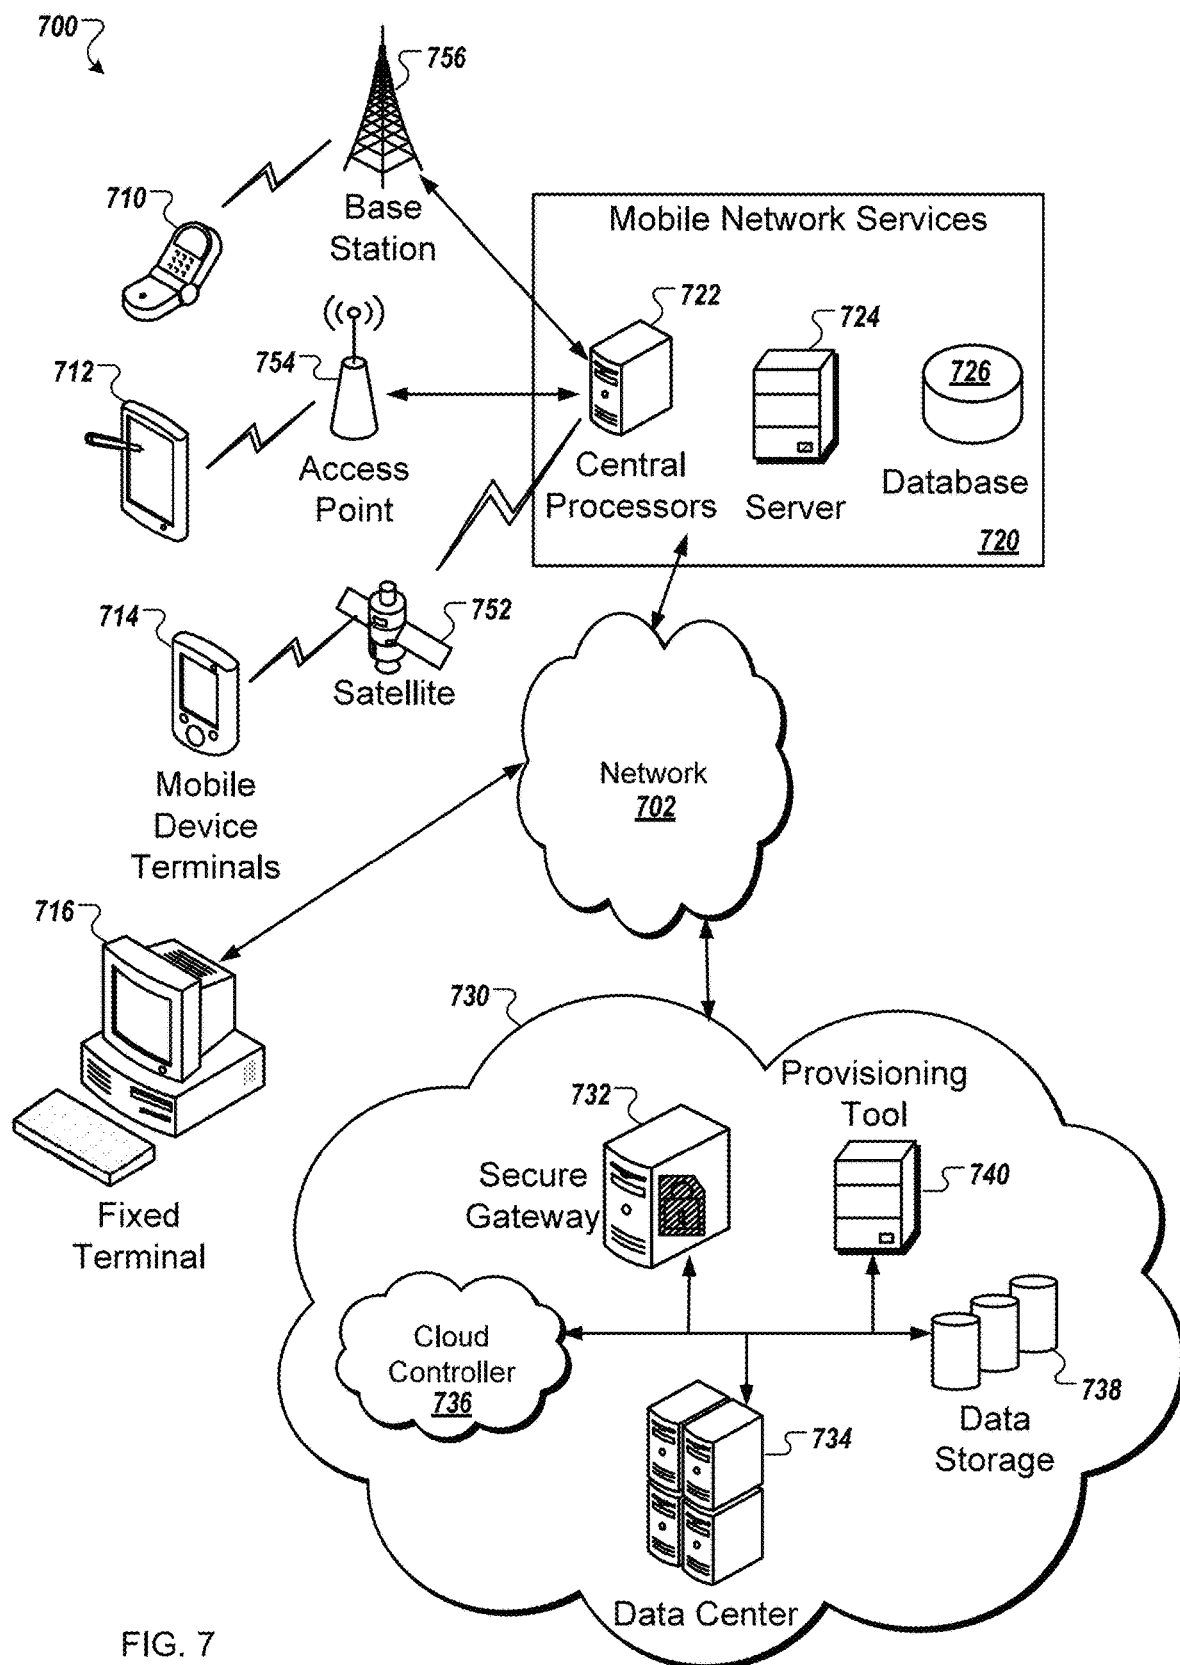 700
756
710
Base
Station
Mobile Network Services
722
724
726
754
712
Access
Point
Central
Processors
Server
Database
720
714
752
Satellite
Mobile
Device
Terminals
Network
702
716
730
Fixed
Terminal
732
Secure
Gateway
Provisioning
Tool
740
Cloud
Controller
736
738
Data
Storage
734
Data Center
FIG. 7